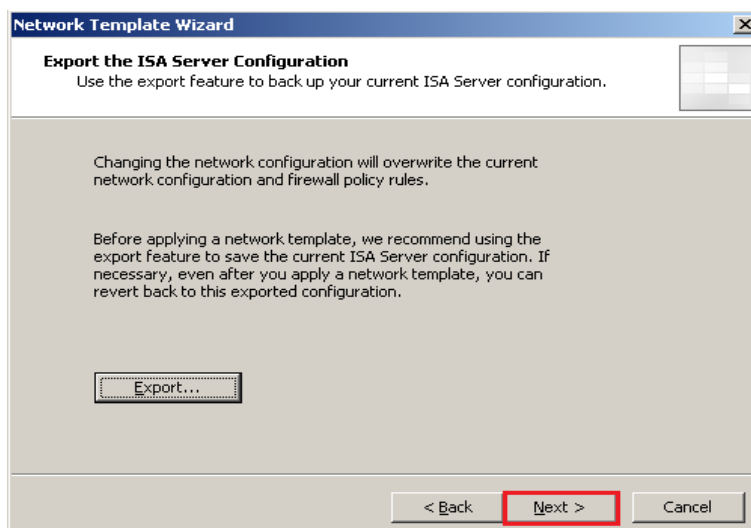 Network Template Wizard
Export the ISA Server Configuration
Use the export feature to back up your current ISA Server configuration.
Changing the network configuration will overwrite the current
network configuration and firewall policy rules.
Before applying a network template, we recommend using the
export feature to save the current ISA Server configuration. If
necessary, even after you apply a network template, you can
revert back to this exported configuration.
Export...
< Back
Next >
Cancel